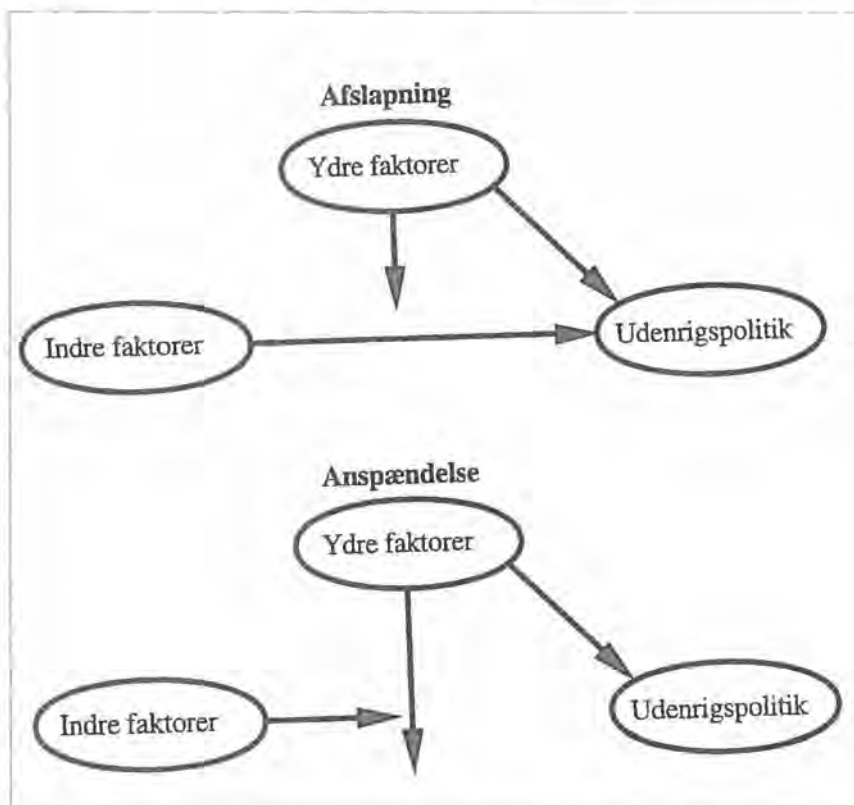 Afslapning
Ydre faktorer
Indre faktorer
Udenrigspolitik
Anspændelse
Ydre faktorer
Indre faktorer
Udenrigspolitik